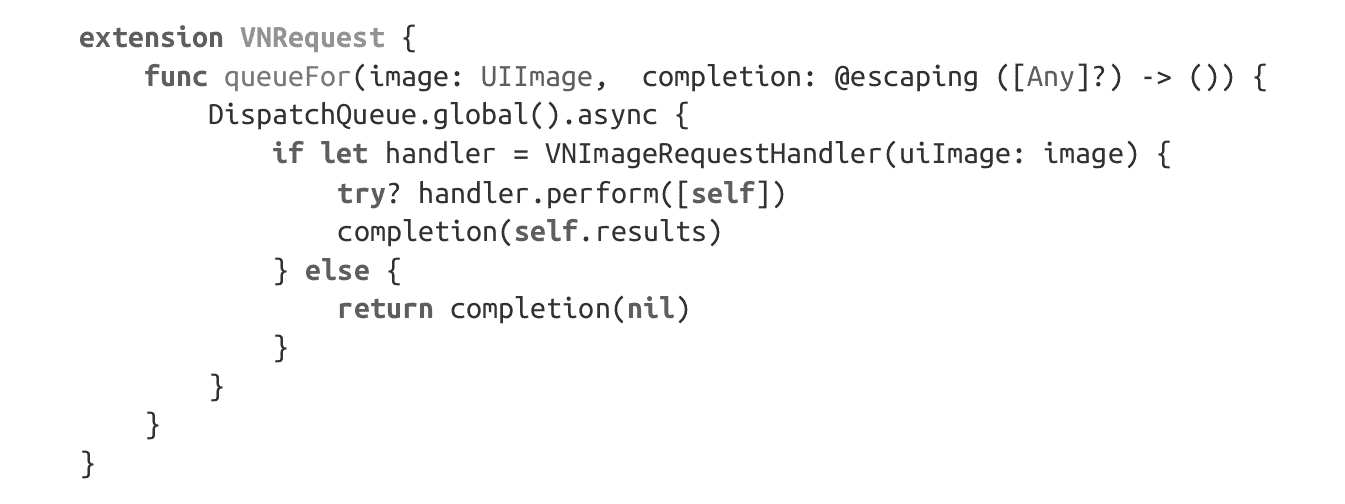 extension VNRequest {
    func queueFor(image: UIImage,  completion: @escaping ([Any]?) -> ()) {
        DispatchQueue.global().async {
            if let handler = VNImageRequestHandler(uiImage: image) {
                try? handler.perform([self])
                completion(self.results)
            } else {
                return completion(nil)
            }
        }
    }
}